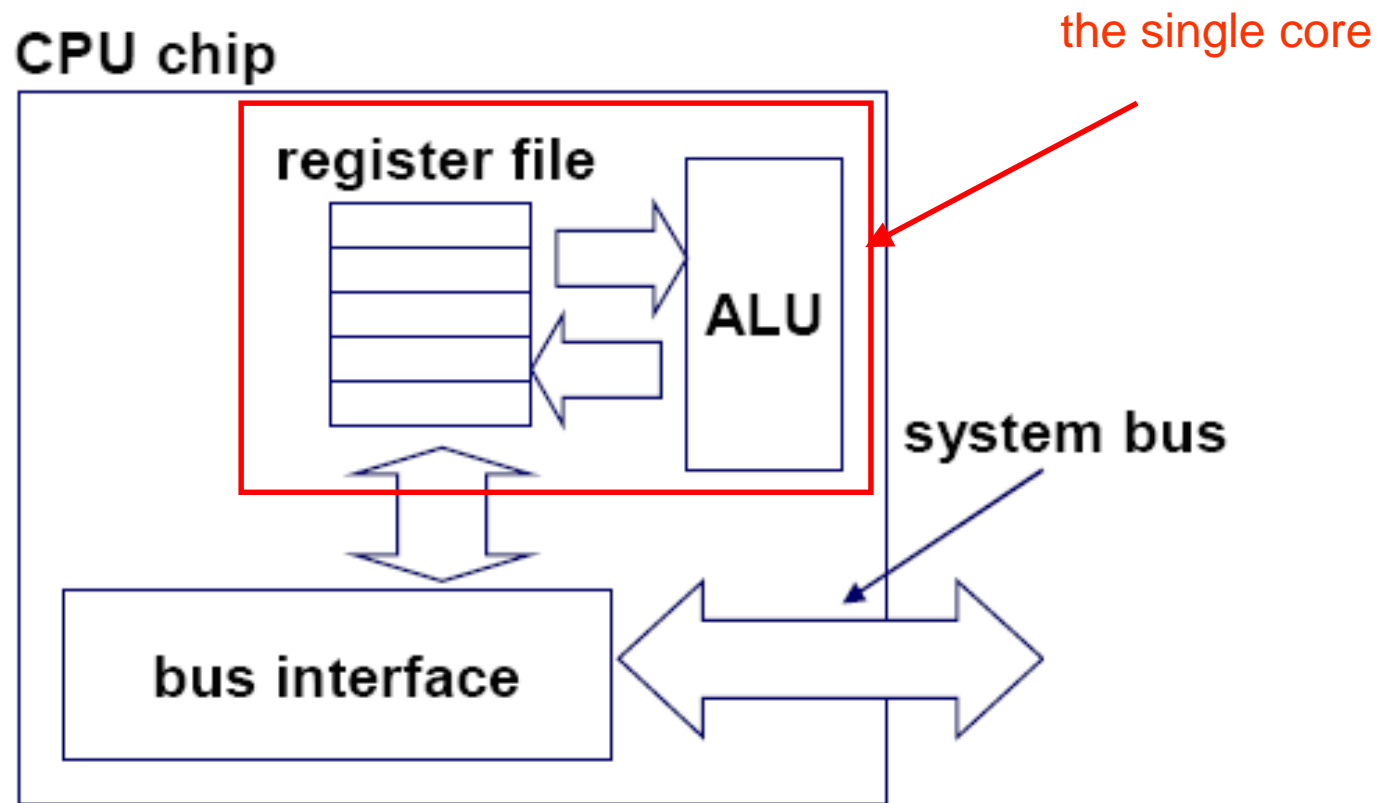 the single core
CPU chip
register file
ALU
system bus
bus interface